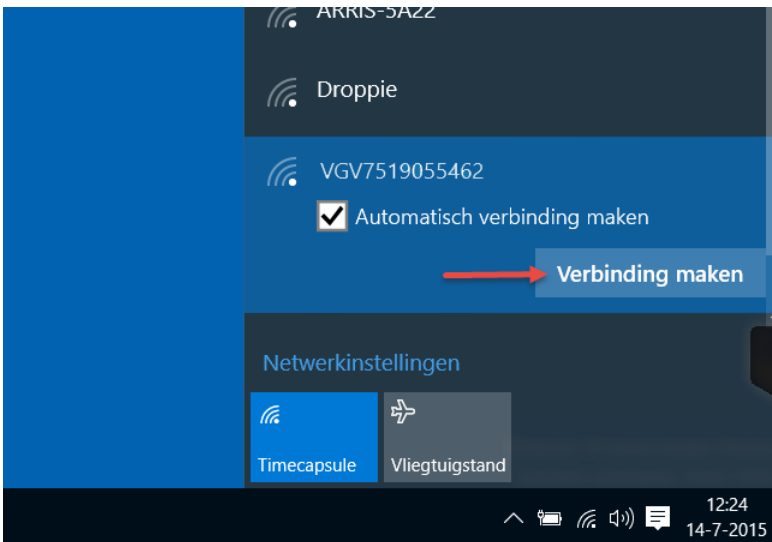 ARRIS-5A22
Droppie
VGV7519055462
Automatisch verbinding maken
Verbinding maken
Netwerkinstellingen
Timecapsule
Vliegtuigstand
12:24
14-7-2015